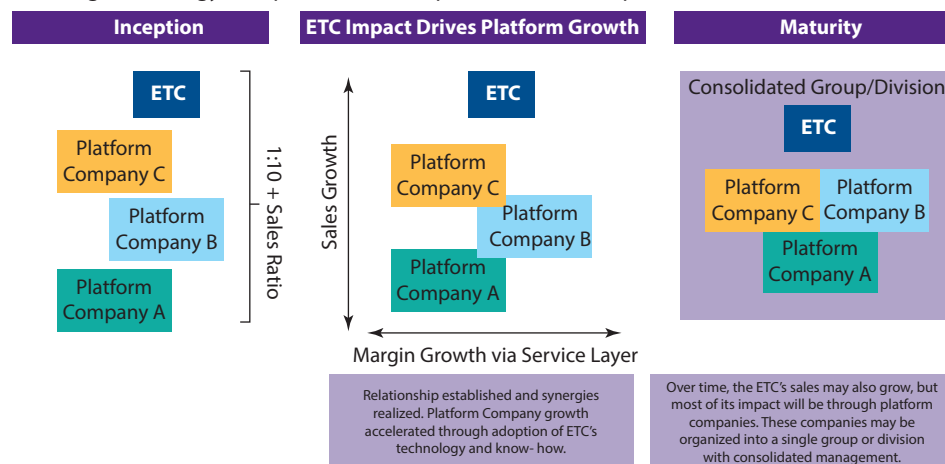 Inception
ETC
Platform
Company C
Platform
Company B
Platform
Company A
1:10 + Sales Ratio
ETC Impact Drives Platform Growth
Sales Growth
ETC
Platform
Company C
Platform
Company B
Platform
Company A
Margin Growth via Service Layer
Relationship established and synergies
realized. Platform Company growth
accelerated through adoption of ETC's
technology and know- how.
Maturity
Consolidated Group/Division
ETC
Platform
Company C
Platform
Company B
Platform
Company A
Over time, the ETC's sales may also grow, but
most of its impact will be through platform
companies. These companies may be
organized into a single group or division
with consolidated management.